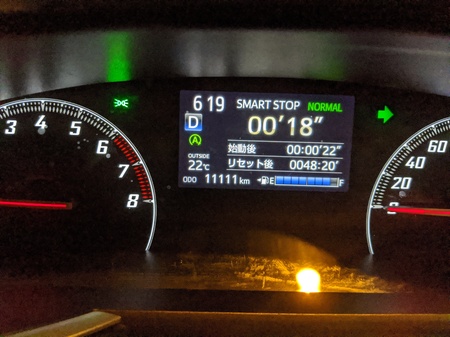 6:19 SMART STOP NORMAL
D 00'18"
A
始動後 00:00'22"
リセット後 0048:20'
OUTSIDE
22℃
ODO 11111 km E F
3 4 5 6 7 8
60
20
0